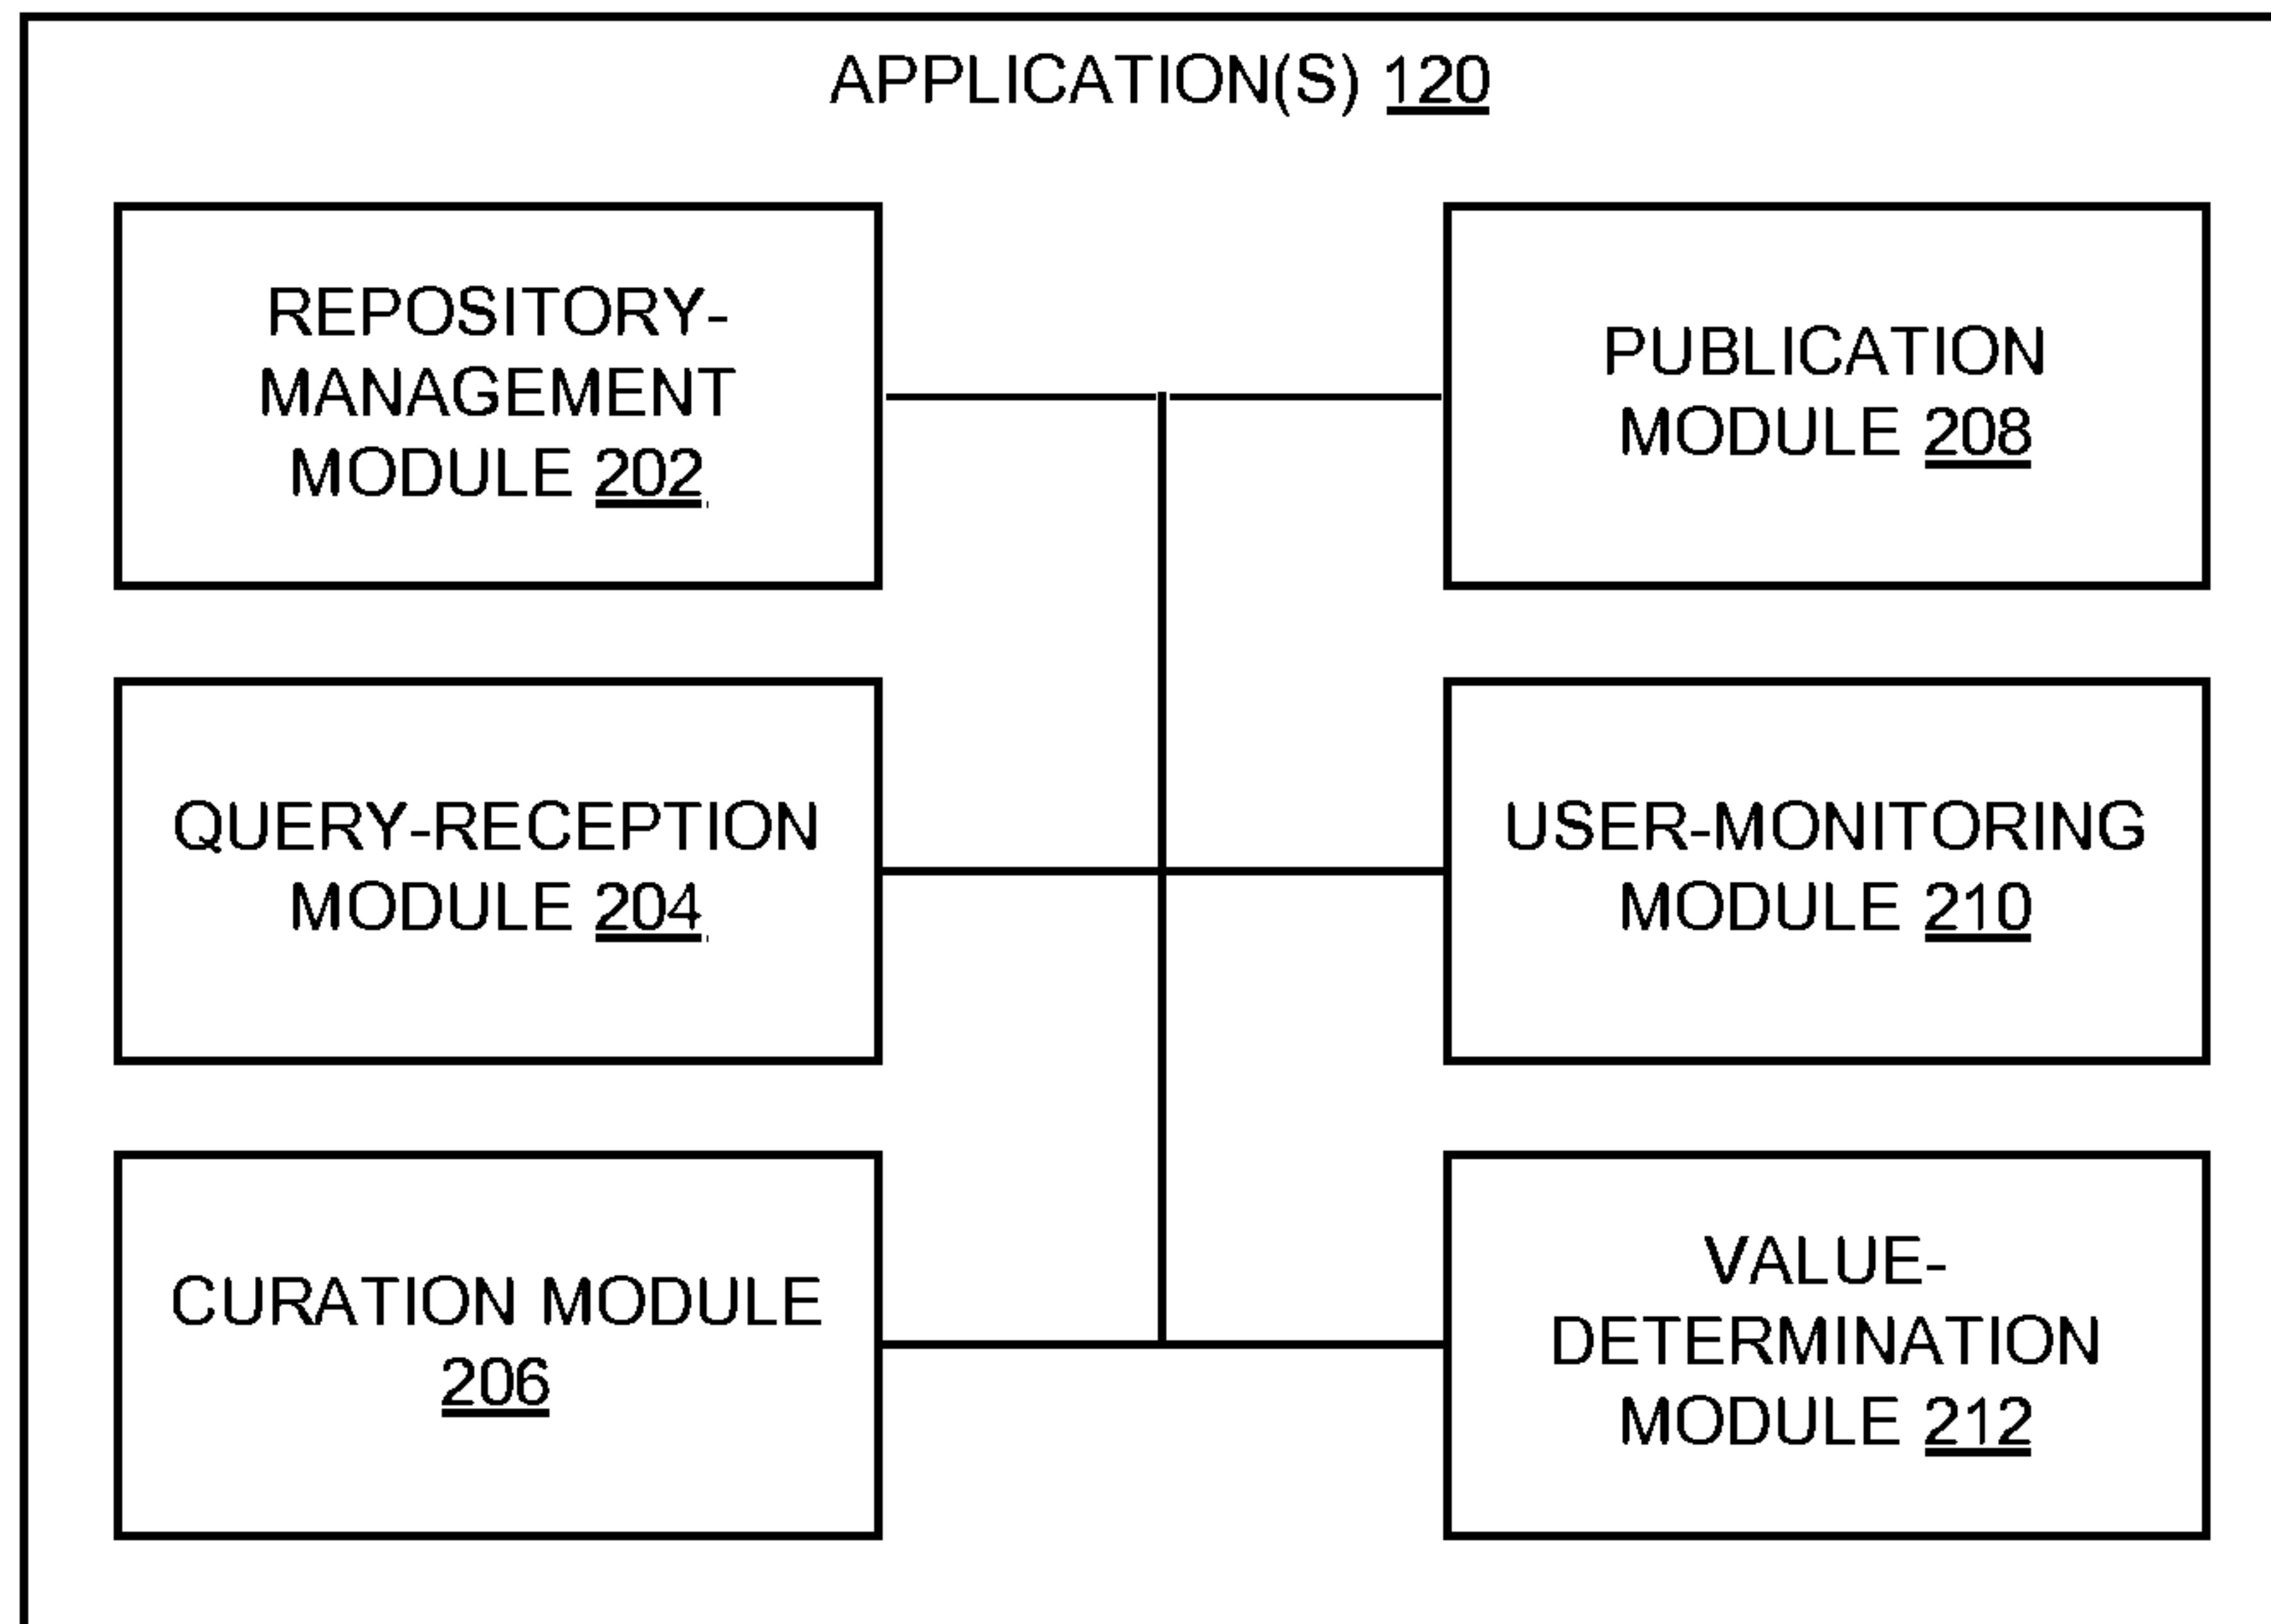 APPLICATION(S) 120
REPOSITORY-
MANAGEMENT
MODULE 202
PUBLICATION
MODULE 208
QUERY-RECEPTION
MODULE 204
USER-MONITORING
MODULE 210
CURATION MODULE
206
VALUE-
DETERMINATION
MODULE 212